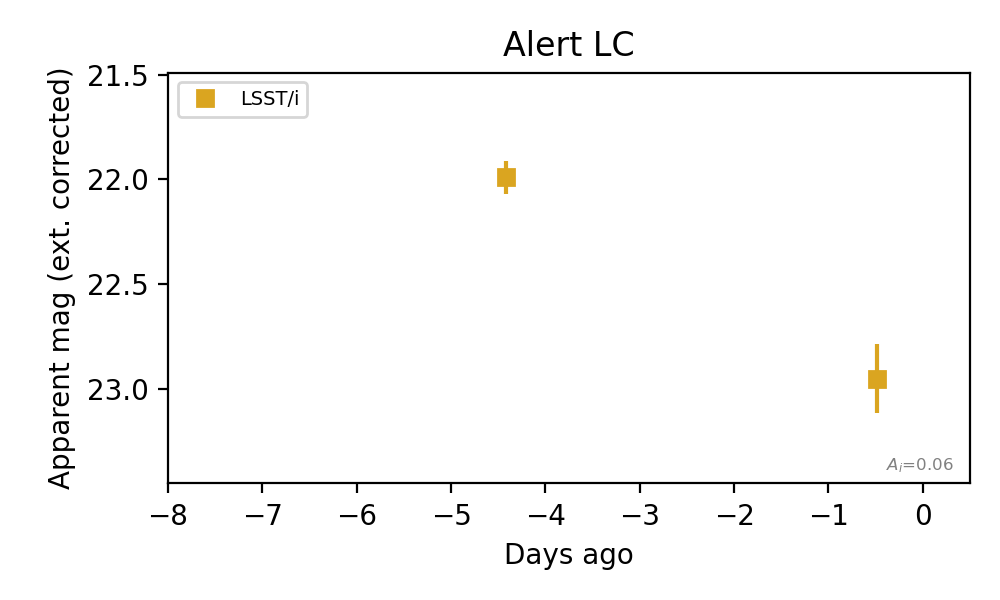 Alert LC
LSST/i
Apparent mag (ext. corrected)
21.5
22.0
22.5
23.0
A_i=0.06
−8 −7 −6 −5 −4 −3 −2 −1 0
Days ago